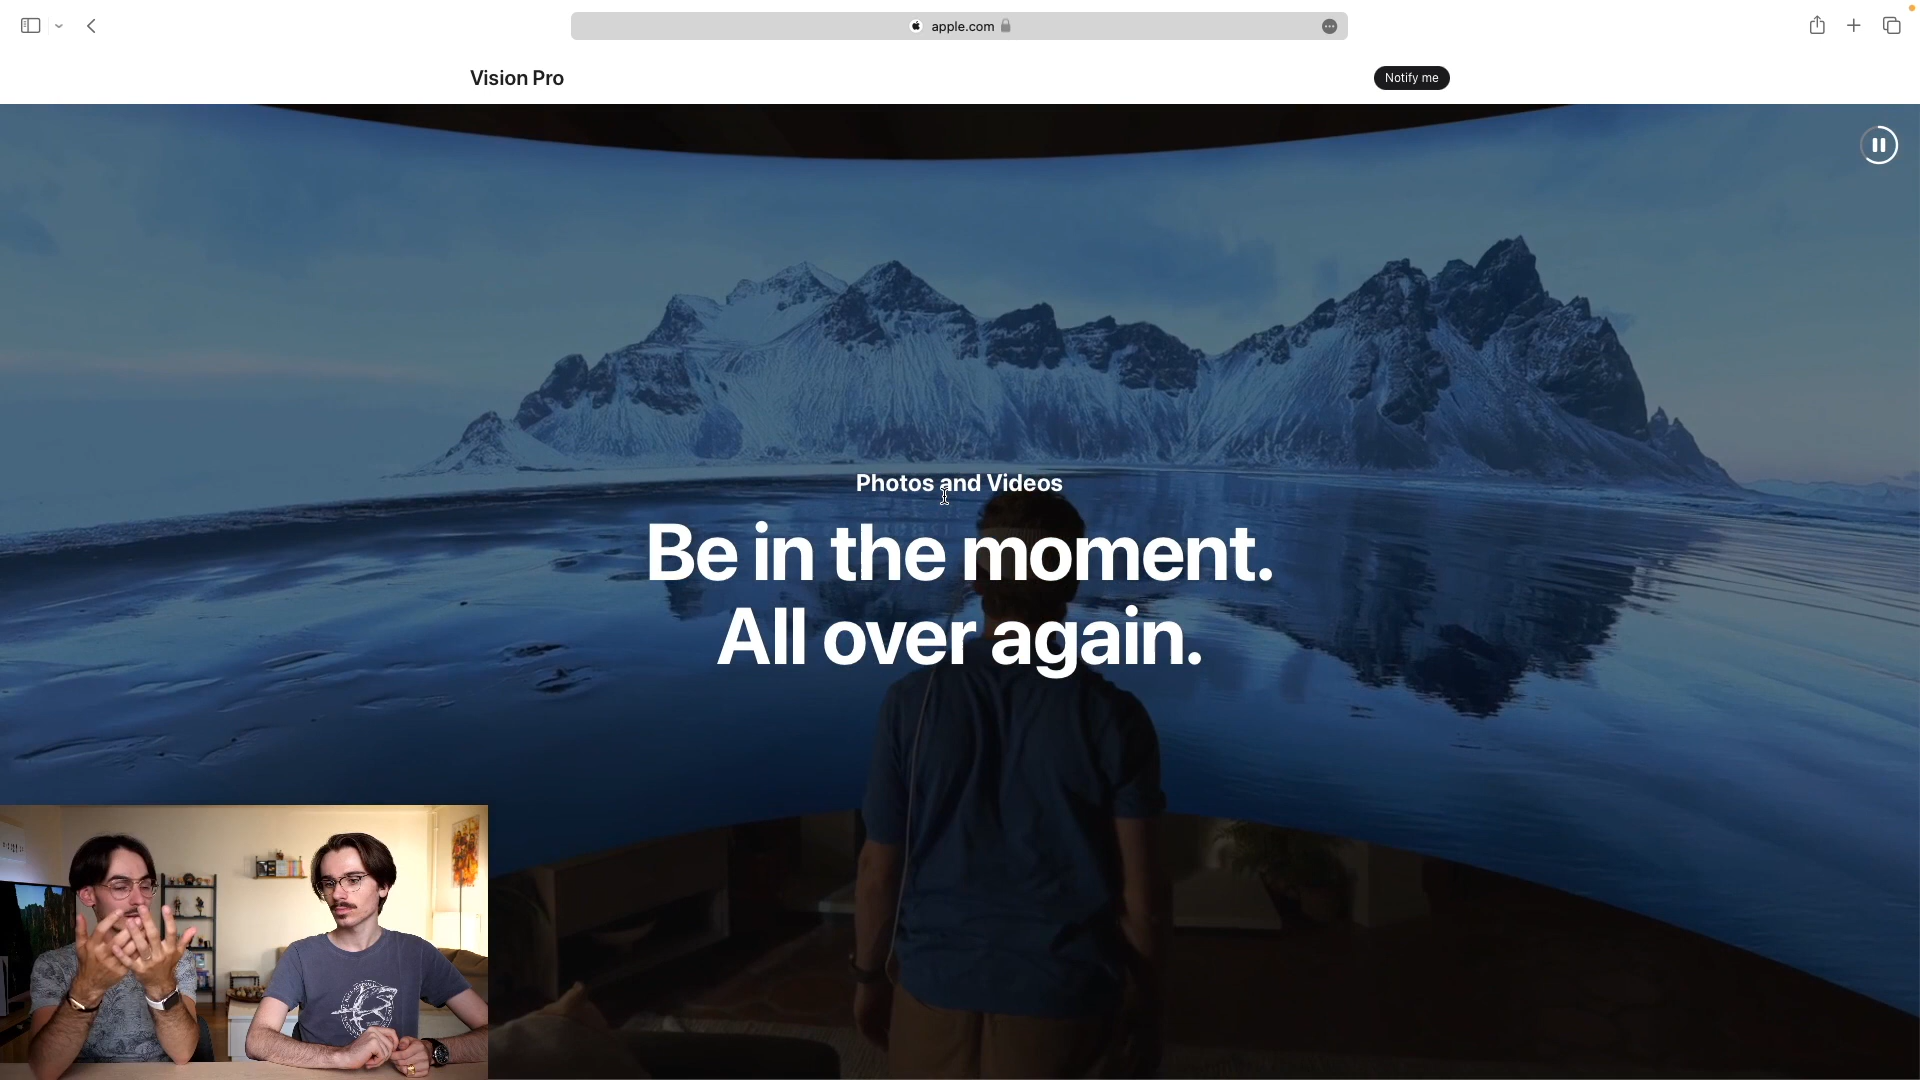 apple.com
Vision Pro
Notify me
Photos and Videos
Be in the moment.
All over again.